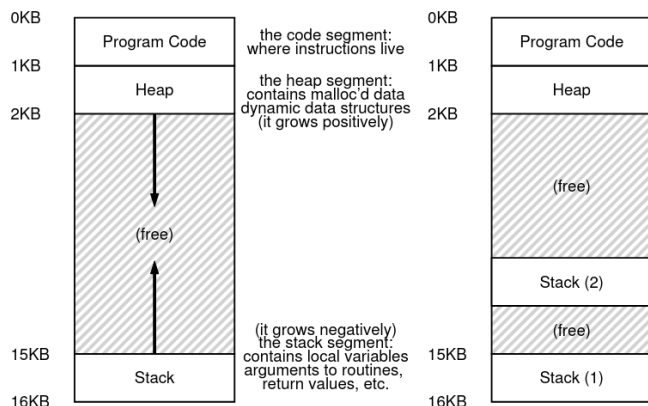 0KB
Program Code
the code segment:
where instructions live
1KB
Heap
the heap segment:
contains malloc'd data
dynamic data structures
(it grows positively)
2KB
(free)
(it grows negatively)
the stack segment:
contains local variables
arguments to routines,
return values, etc.
15KB
Stack
16KB
0KB
Program Code
1KB
Heap
2KB
(free)
Stack (2)
(free)
15KB
Stack (1)
16KB